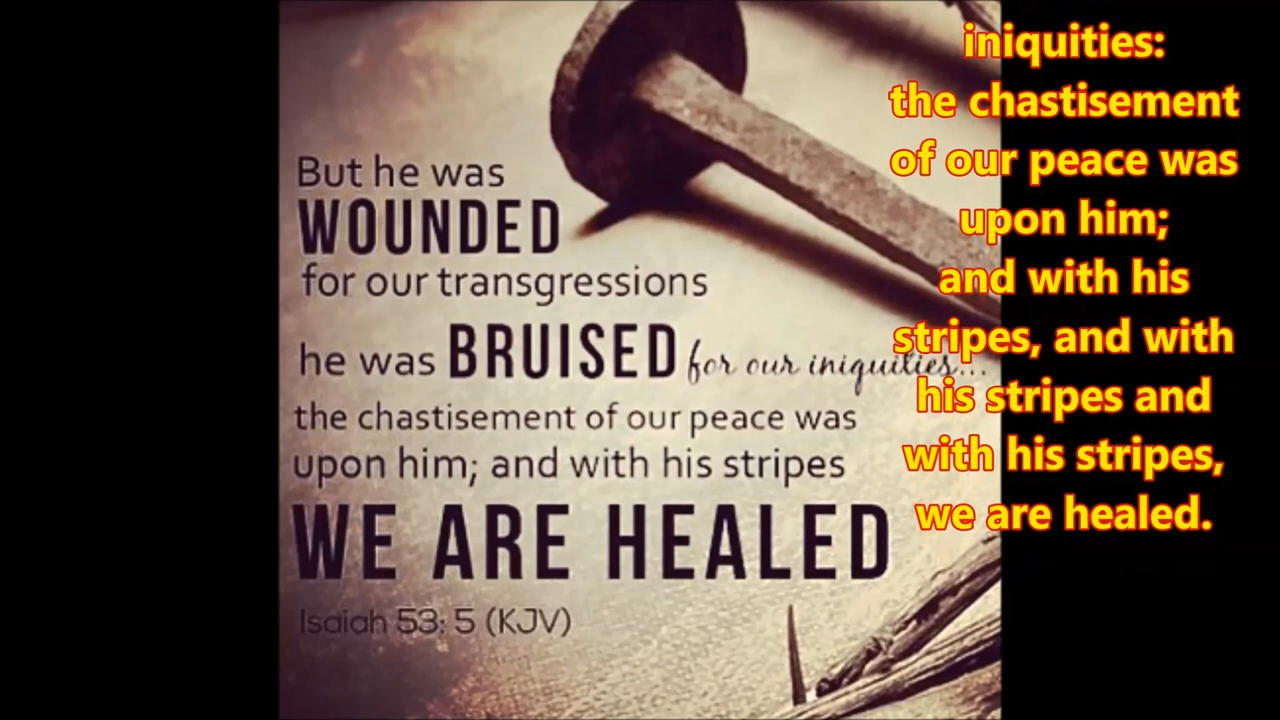 But he was
WOUNDED
for our transgressions
he was BRUISED for our iniquities...
the chastisement of our peace was
upon him; and with his stripes
WE ARE HEALED
Isaiah 53: 5 (KJV)
iniquities:
the chastisement
of our peace was
upon him;
and with his
stripes, and with
his stripes and
with his stripes,
we are healed.